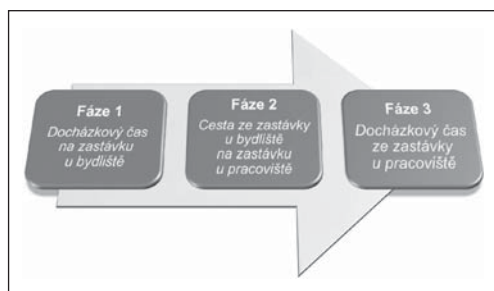 Fáze 1
Docházkový čas
na zastávku
u bydliště
Fáze 2
Cesta ze zastávky
u bydliště
na zastávku
u pracoviště
Fáze 3
Docházkový čas
ze zastávky
u pracoviště